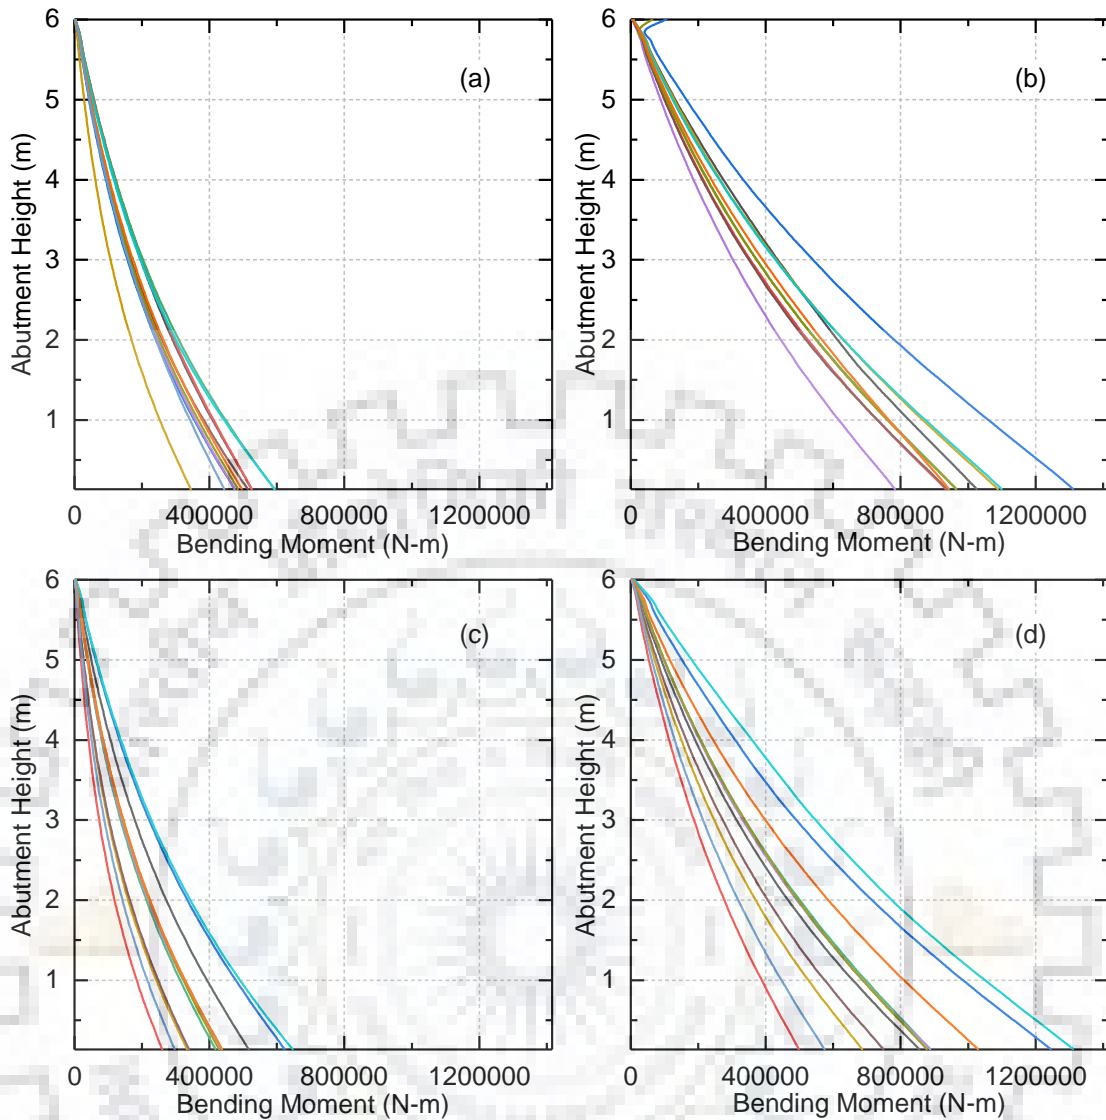 6
5
4
3
2
1
Abutment Height (m)
(a)
0 400000 800000 1200000
Bending Moment (N-m)
6
5
4
3
2
1
Abutment Height (m)
(b)
0 400000 800000 1200000
Bending Moment (N-m)
6
5
4
3
2
1
Abutment Height (m)
(c)
0 400000 800000 1200000
Bending Moment (N-m)
6
5
4
3
2
1
Abutment Height (m)
(d)
0 400000 800000 1200000
Bending Moment (N-m)